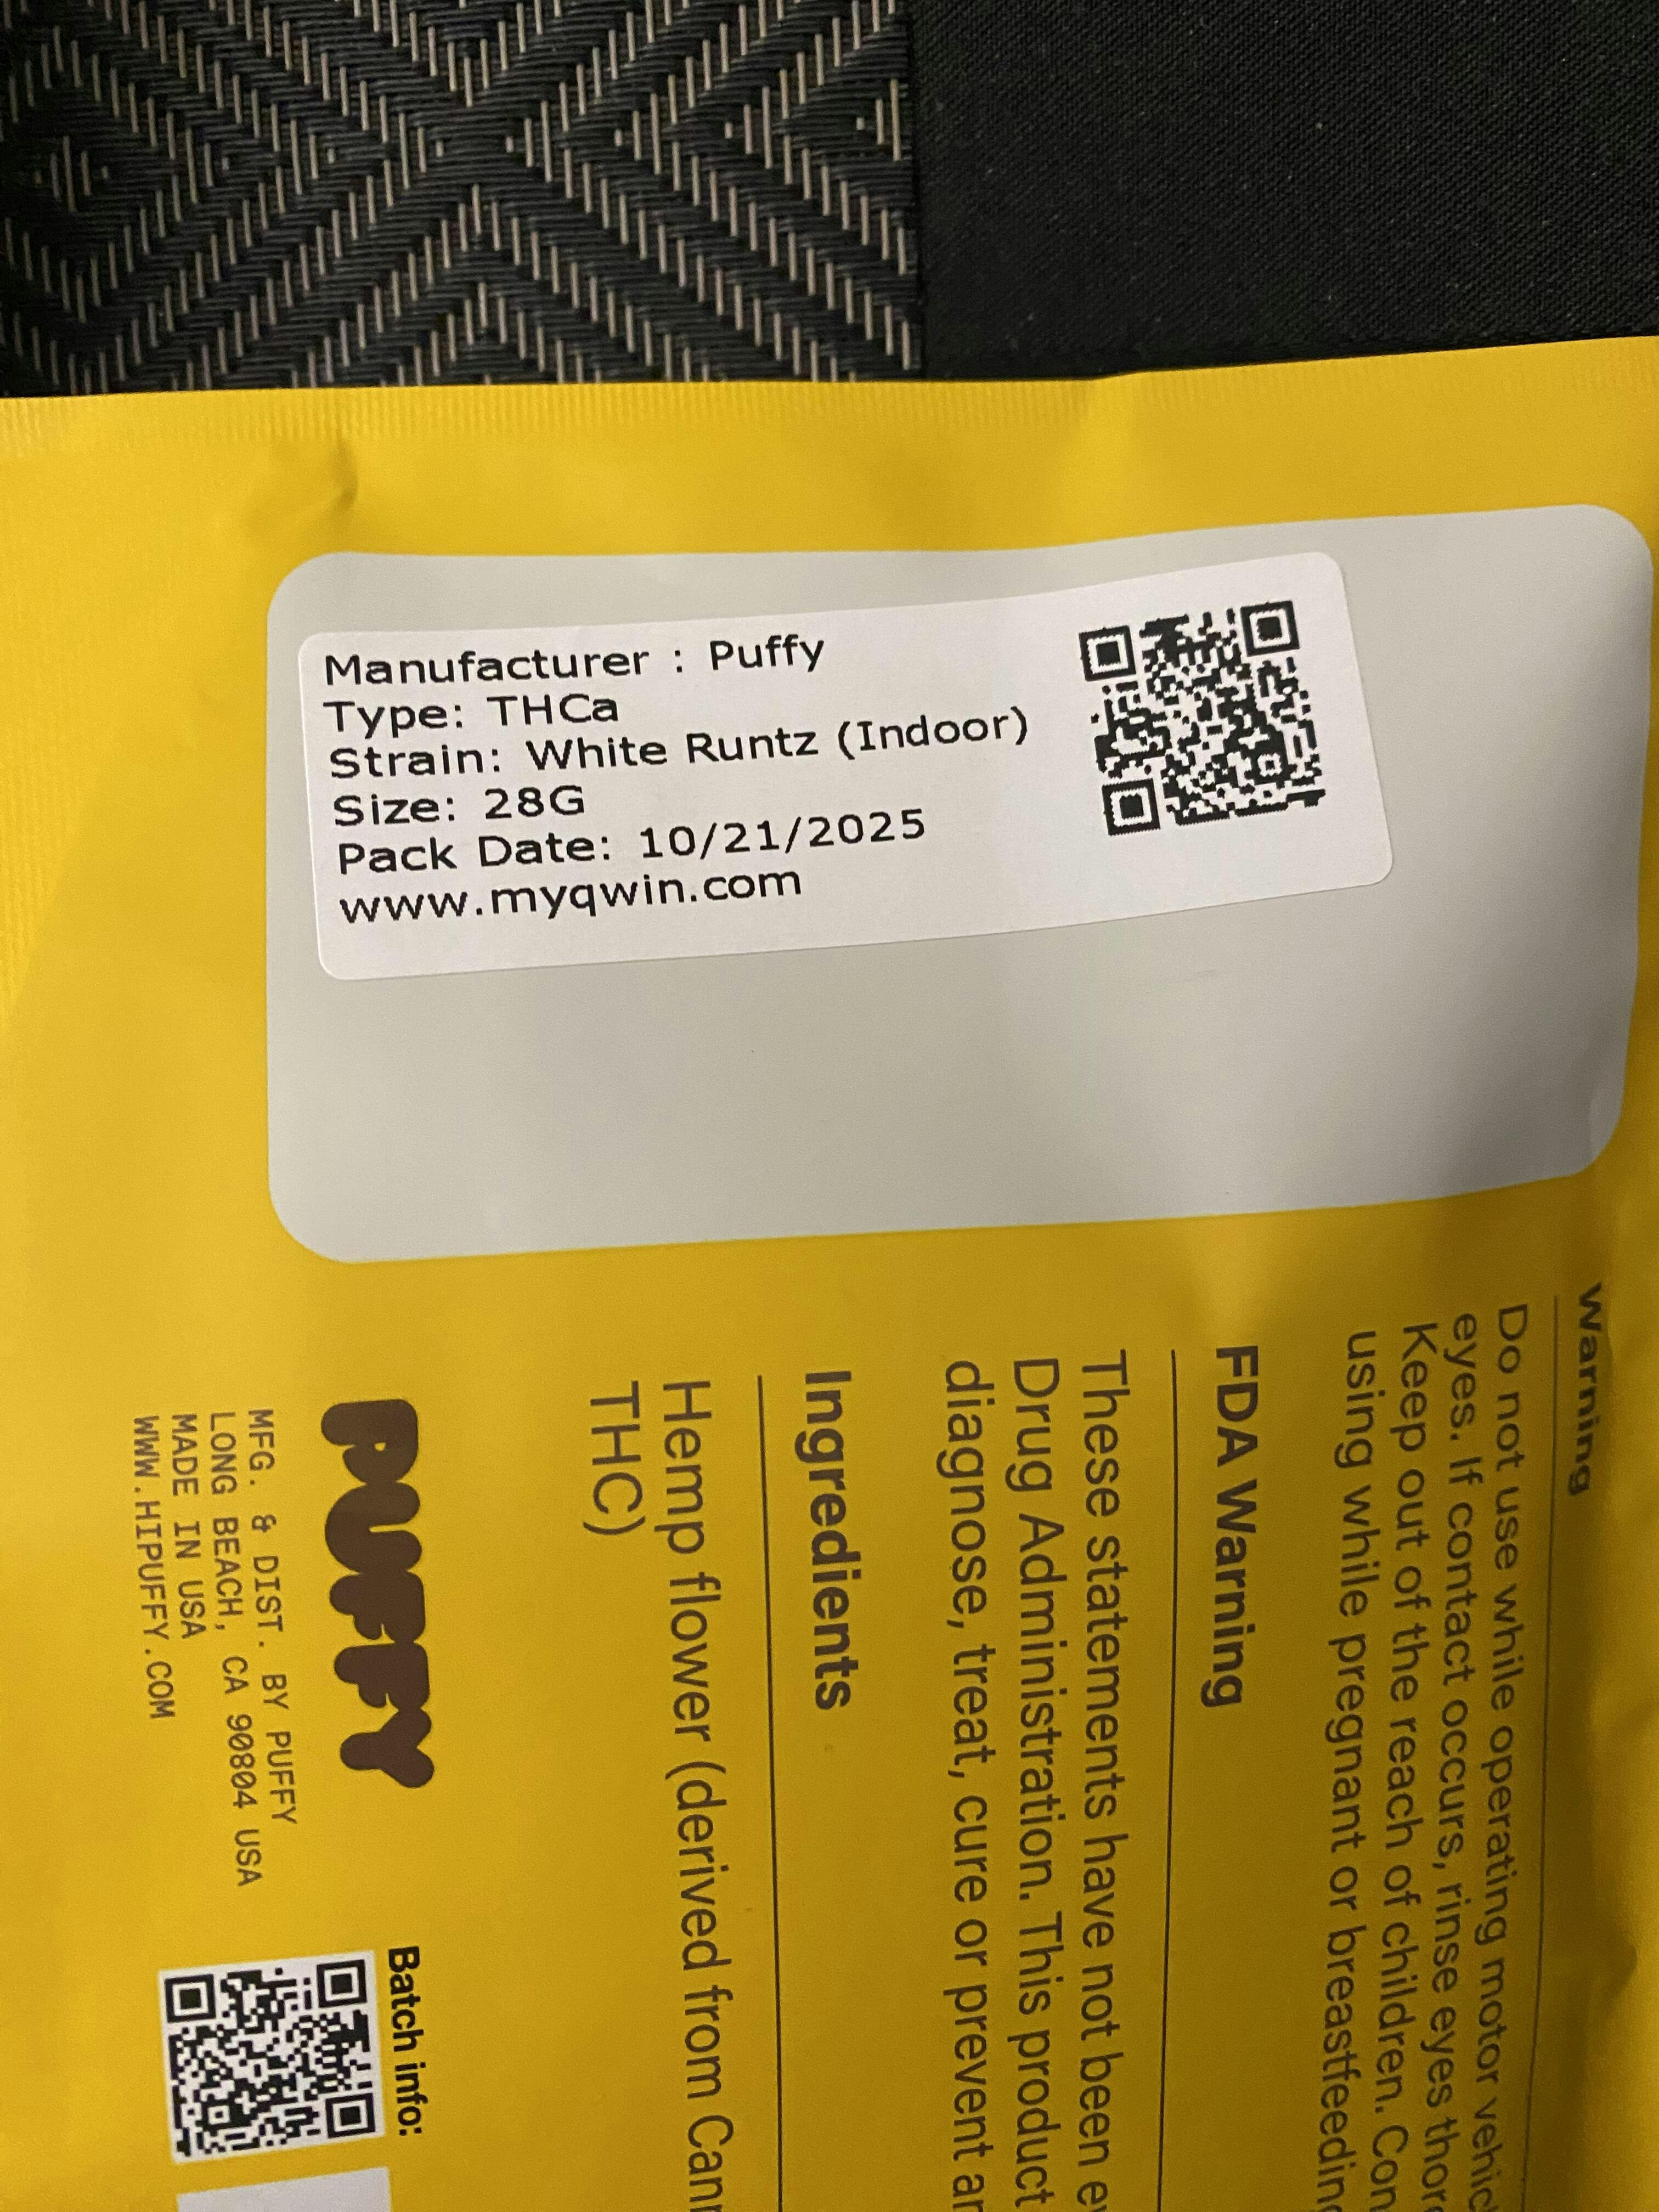 Manufacturer : Puffy
Type: THCa
Strain: White Runtz (Indoor)
Size: 28G
Pack Date: 10/21/2025
www.myqwin.com
Warning
Do not use while operating motor
eyes. If contact occurs, rinse eyes
Keep out of the reach of children.
using while pregnant or
FDA Warning
These statements have not been
Drug Administration. This product
diagnose, treat, cure or prevent
Ingredients
Hemp flower (derived from
THC)
PUFFY
MFG. & DIST. BY PUFFY
LONG BEACH, CA 90804 USA
MADE IN USA
WWW.HIPUFFY.COM
Batch info: